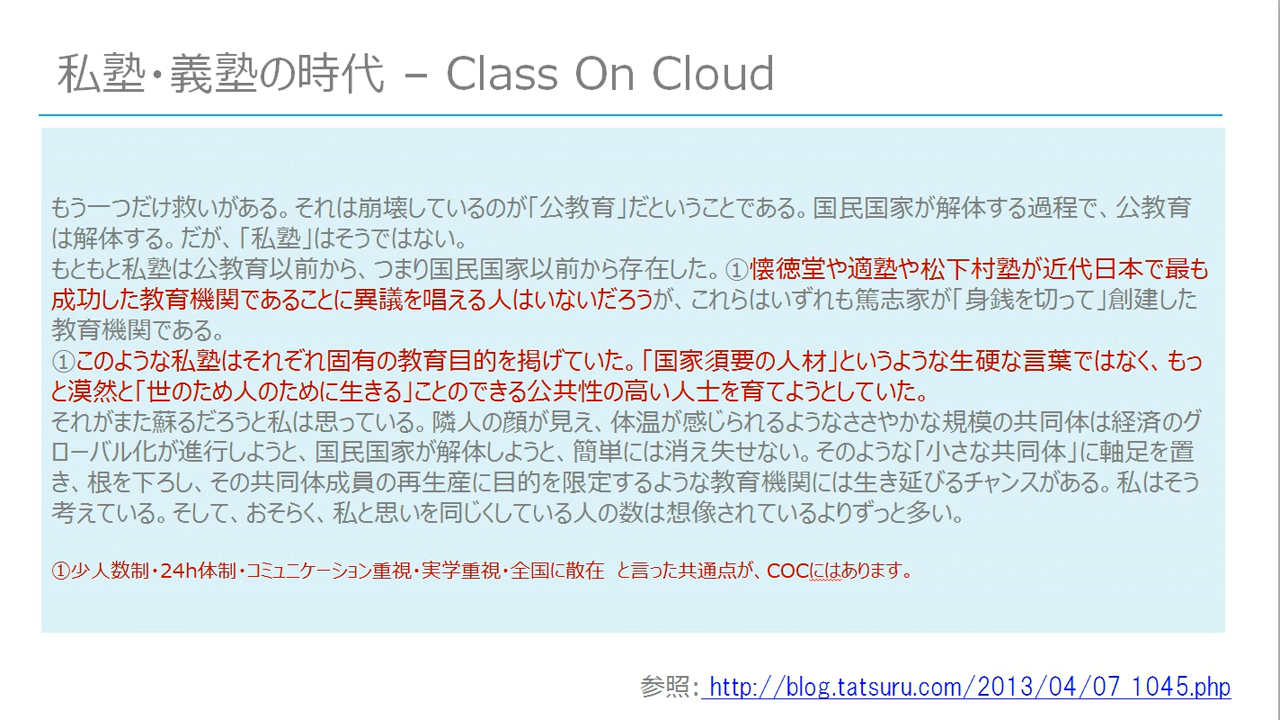 私塾・義塾の時代 – Class On Cloud
もう一つだけ救いがある。それは崩壊しているのが「公教育」だということである。国民国家が解体する過程で、公教育
は解体する。だが、「私塾」はそうではない。
もともと私塾は公教育以前から、つまり国民国家以前から存在した。①懐徳堂や適塾や松下村塾が近代日本で最も
成功した教育機関であることに異議を唱える人はいないだろうが、これらはいずれも篤志家が「身銭を切って」創建した
教育機関である。
①このような私塾はそれぞれ固有の教育目的を掲げていた。「国家須要の人材」というような生硬な言葉ではなく、もっ
と漠然と「世のため人のために生きる」ことのできる公共性の高い人士を育てようとしていた。
それがまた蘇るだろうと私は思っている。隣人の顔が見え、体温が感じられるようなささやかな規模の共同体は経済のグ
ローバル化が進行しようと、国民国家が解体しようと、簡単には消え失せない。そのような「小さな共同体」に軸足を置
き、根を下ろし、その共同体成員の再生産に目的を限定するような教育機関には生き延びるチャンスがある。私はそう
考えている。そして、おそらく、私と思いを同じくしている人の数は想像されているよりずっと多い。
①少人数制・24h体制・コミュニケーション重視・実学重視・全国に散在 と言った共通点が、COCにはあります。
参照: http://blog.tatsuru.com/2013/04/07_1045.php